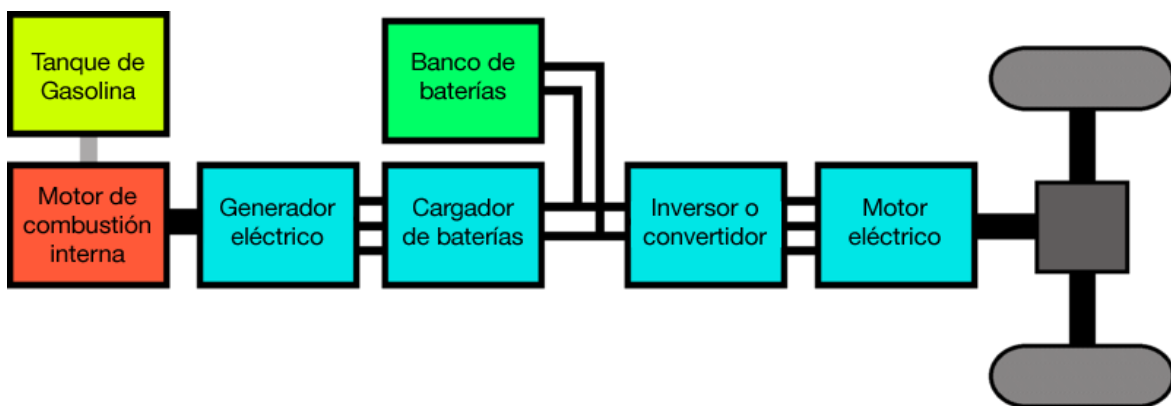 Tanque de
Gasolina
Banco de
baterías
Motor de
combustión
interna
Generador
eléctrico
Cargador
de baterías
Inversor o
convertidor
Motor
eléctrico